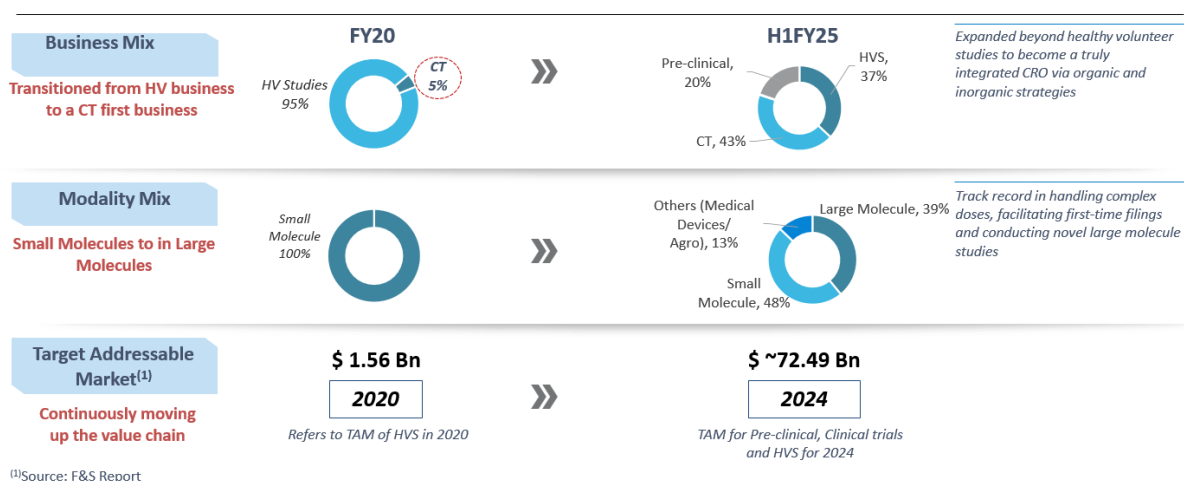 Business Mix
Transitioned from HV business
to a CT first business
FY20
HV Studies
95%
CT
5%
H1FY25
Pre-clinical,
20%
HVS,
37%
CT, 43%
Expanded beyond healthy volunteer
studies to become a truly
integrated CRO via organic and
inorganic strategies
Modality Mix
Small Molecules to in Large
Molecules
Small
Molecule
100%
Others (Medical
Devices/
Agro), 13%
Large Molecule, 39%
Small
Molecule, 48%
Track record in handling complex
doses, facilitating first-time filings
and conducting novel large molecule
studies
Target Addressable
Market(1)
Continuously moving
up the value chain
$ 1.56 Bn
2020
Refers to TAM of HVS in 2020
$ ~72.49 Bn
2024
TAM for Pre-clinical, Clinical trials
and HVS for 2024
(1)Source: F&S Report